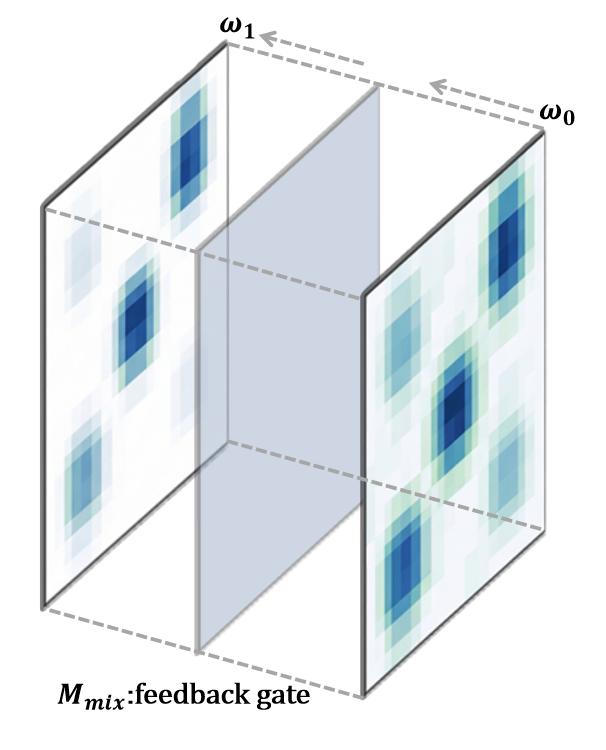 ω₁
ω₀
M_mix:feedback gate